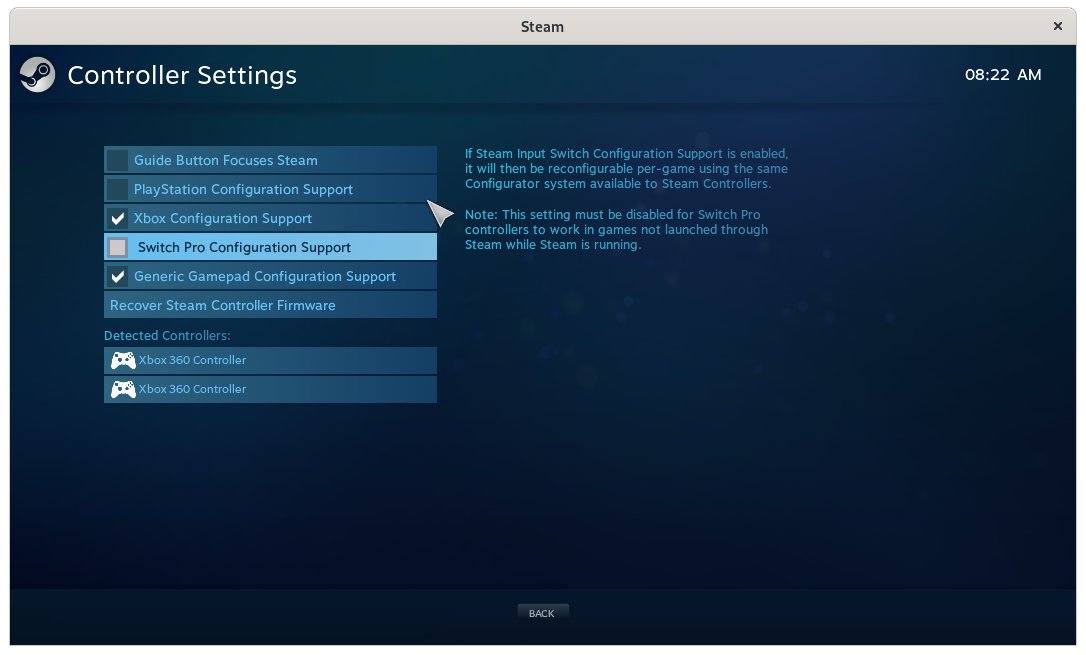 Steam
Controller Settings
08:22 AM
Guide Button Focuses Steam
PlayStation Configuration Support
Xbox Configuration Support
Switch Pro Configuration Support
Generic Gamepad Configuration Support
Recover Steam Controller Firmware
Detected Controllers:
Xbox 360 Controller
Xbox 360 Controller
If Steam Input Switch Configuration Support is enabled,
it will then be reconfigurable per-game using the same
Configurator system available to Steam Controllers.
Note: This setting must be disabled for Switch Pro
controllers to work in games not launched through
Steam while Steam is running.
BACK